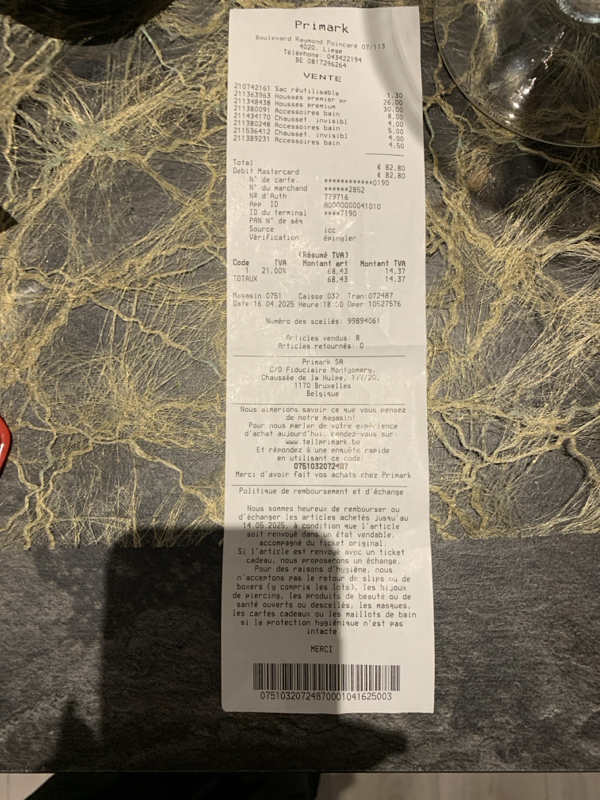 Primark
Boulevard Raymond Poincaré 07/113
4020, Liege
Téléphone: 043422194
BE 0817296264
VENTE
210742161 Sac réutilisable 1.30
211363963 Housses premier pr 26.00
211348438 Housses premium 30.00
211380091 Accessoires bain 8.00
211434170 Chausset. invisibl 4.00
211380248 Accessoires bain 5.00
211536412 Chausset. invisibl 4.00
211389231 Accessoires bain 4.50
Total € 82.80
Debit Mastercard € 82.80
N° de carte ************0190
N° du marchand ******2852
Nº d'Auth 779716
App. ID A0000000041010
ID du terminal ****7190
PAN N° de séq
Source icc
Vérification épingler
(Résumé TVA)
Code TVA Montant art Montant TVA
1 21,00% 68,43 14,37
TOTAUX 68,43 14,37
Magasin:0751 Caisse:032 Tran:072487
Date:16.04.2025 Heure:18:00 Oper:10527576
Numéro des scellés: 99894061
Articles vendus: 8
Articles retournés: 0
Primark SA
C/O Fiduciaire Montgomery,
Chaussée de la Hulpe, 177/20,
1170 Bruxelles
Belgique
Nous aimerions savoir ce que vous pensez
de notre magasin!
Pour nous parler de votre expérience
d'achat aujourd'hui, rendez-vous sur:
www.tellprimark.be
Et répondez à une enquête rapide
en utilisant ce code:
0751032072487
Merci d'avoir fait vos achats chez Primark
Politique de remboursement et d'échange
Nous sommes heureux de rembourser ou
d'échanger les articles achetés jusqu'au
14.05.2025, à condition que l'article
soit renvoyé dans un état vendable,
accompagné du ticket original.
Si l'article est renvoyé avec un ticket
cadeau, nous proposerons un échange.
Pour des raisons d'hygiène, nous
n'acceptons pas le retour de slips ou de
boxers (y compris les lots), les bijoux
de piercing, les produits de beauté ou de
santé ouverts ou descellés, les masques,
les cartes cadeaux ou les maillots de bain
si la protection hygiénique n'est pas
intacte.
MERCI
07510320724870001041625003